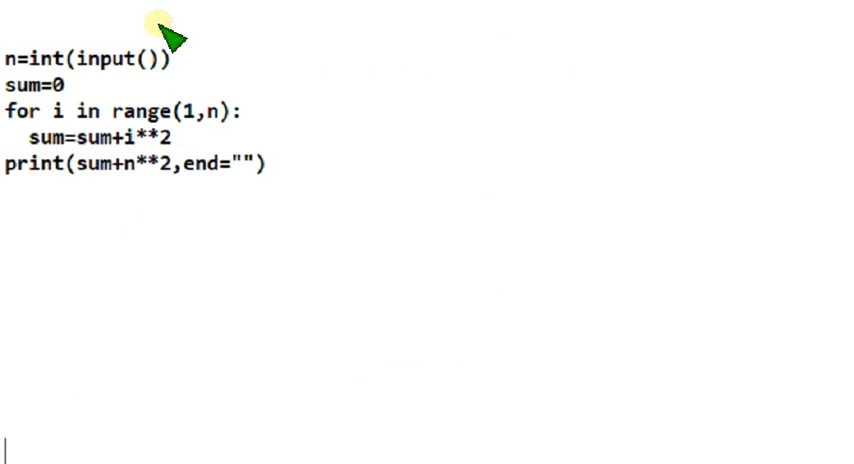 n=int(input())
sum=0
for i in range(1,n):
  sum=sum+i**2
print(sum+n**2,end="")